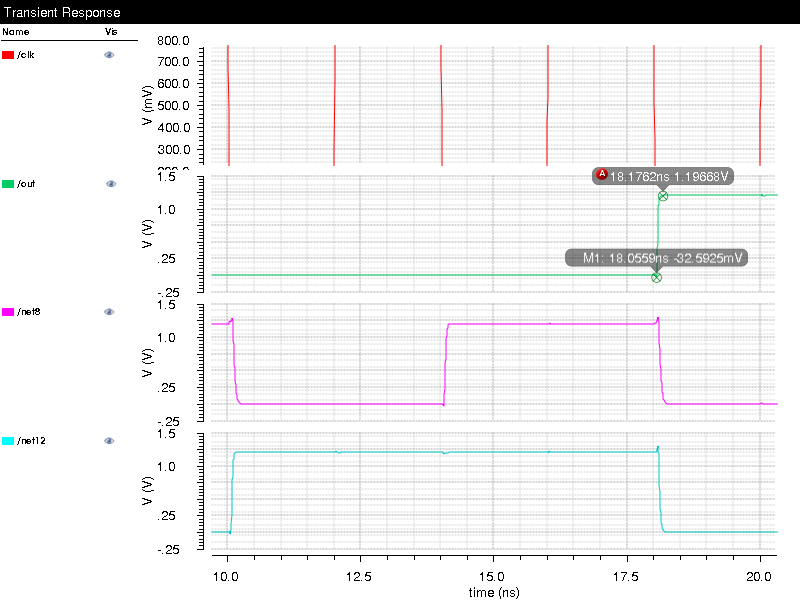 Transient Response
Name Vis
/clk
800.0
700.0
600.0
500.0
400.0
300.0
V (mV)
/out
1.5
1.0
.25
-.25
V (V)
A 18.1762ns 1.19668V
M1: 18.0559ns -32.5925mV
/net8
1.5
1.0
.25
-.25
V (V)
/net12
1.5
1.0
.25
-.25
V (V)
10.0 12.5 15.0 17.5 20.0
time (ns)